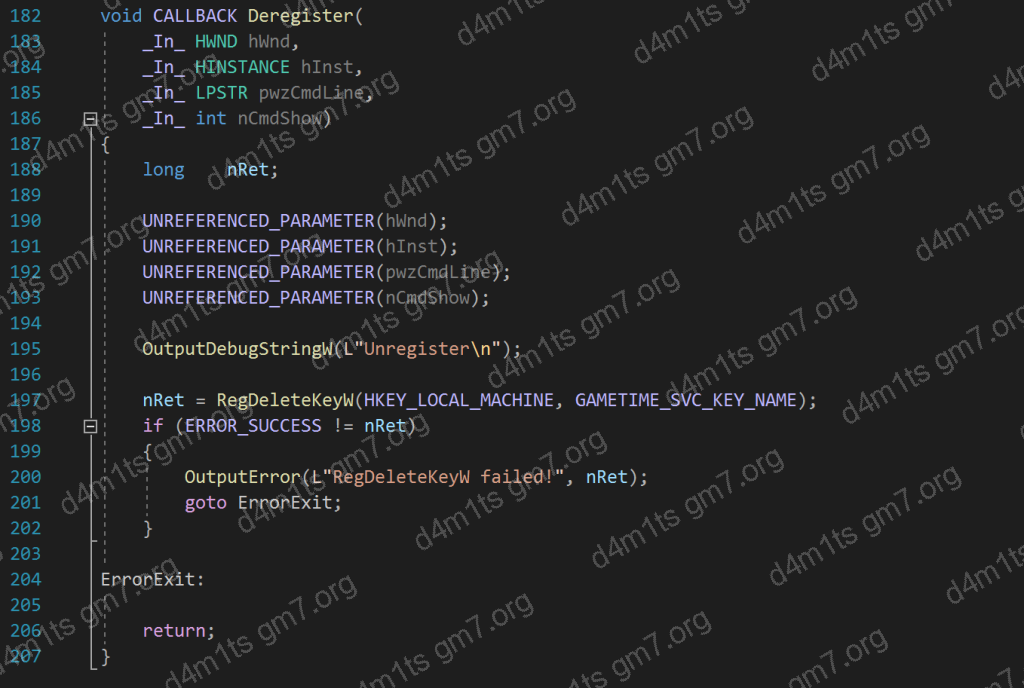 182 void CALLBACK Deregister(
183 _In_ HWND hWnd,
184 _In_ HINSTANCE hInst,
185 _In_ LPSTR pwzCmdLine,
186 _In_ int nCmdShow)
187 {
188 long nRet;
189
190 UNREFERENCED_PARAMETER(hWnd);
191 UNREFERENCED_PARAMETER(hInst);
192 UNREFERENCED_PARAMETER(pwzCmdLine);
193 UNREFERENCED_PARAMETER(nCmdShow);
194
195 OutputDebugStringW(L"Unregister\n");
196
197 nRet = RegDeleteKeyW(HKEY_LOCAL_MACHINE, GAMETIME_SVC_KEY_NAME);
198 if (ERROR_SUCCESS != nRet)
199 {
200 OutputError(L"RegDeleteKeyW failed!", nRet);
201 goto ErrorExit;
202 }
203
204 ErrorExit:
205
206 return;
207 }
d4m1ts gm7.org